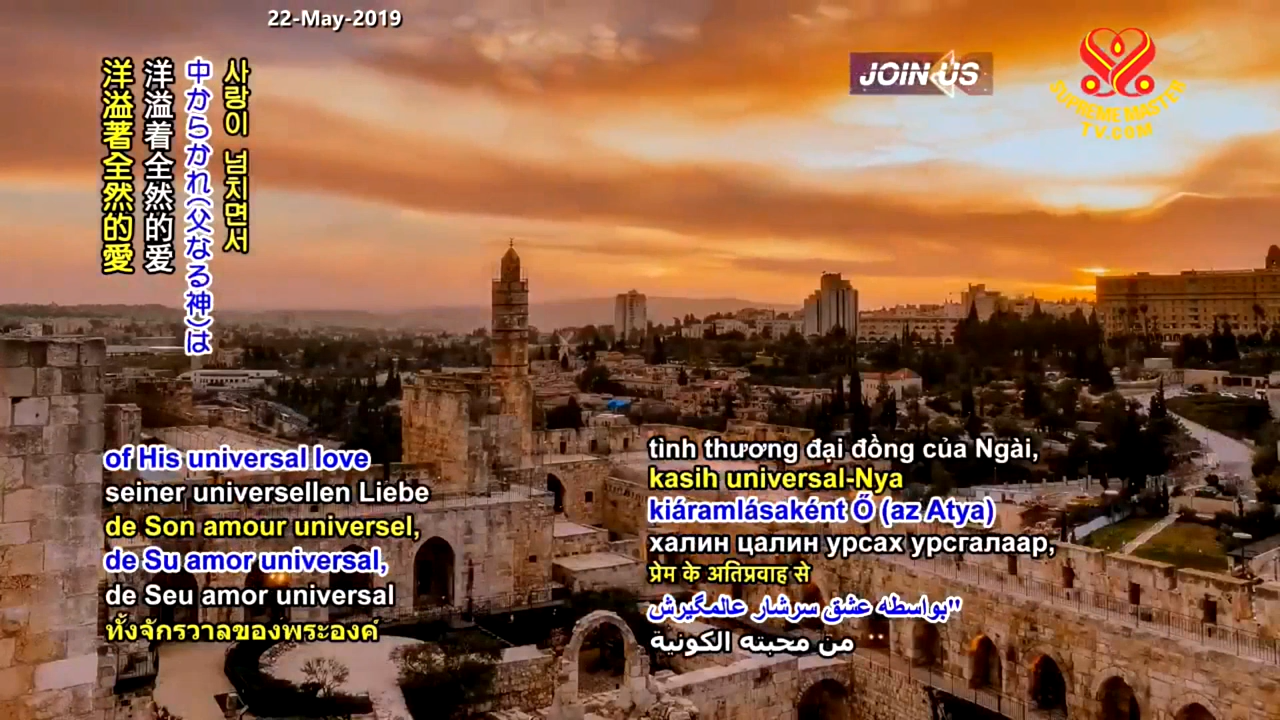 22-May-2019
JOIN US
SUPREME MASTER
TV.COM
사랑이 넘치면서
中からかれ(父なる神)は
洋溢着全然的爱
洋溢著全然的愛
of His universal love
seiner universellen Liebe
de Son amour universel,
de Su amor universal,
de Seu amor universal
ทั้งจักรวาลของพระองค์
tình thương đại đồng của Ngài,
kasih universal-Nya
kiáramlásaként Ő (az Atya)
халин цалин урсах урсгалаар,
प्रेम के अतिप्रवाह से
بواسطه عشق سرشار عالمگیرش"
من محبته الكونية